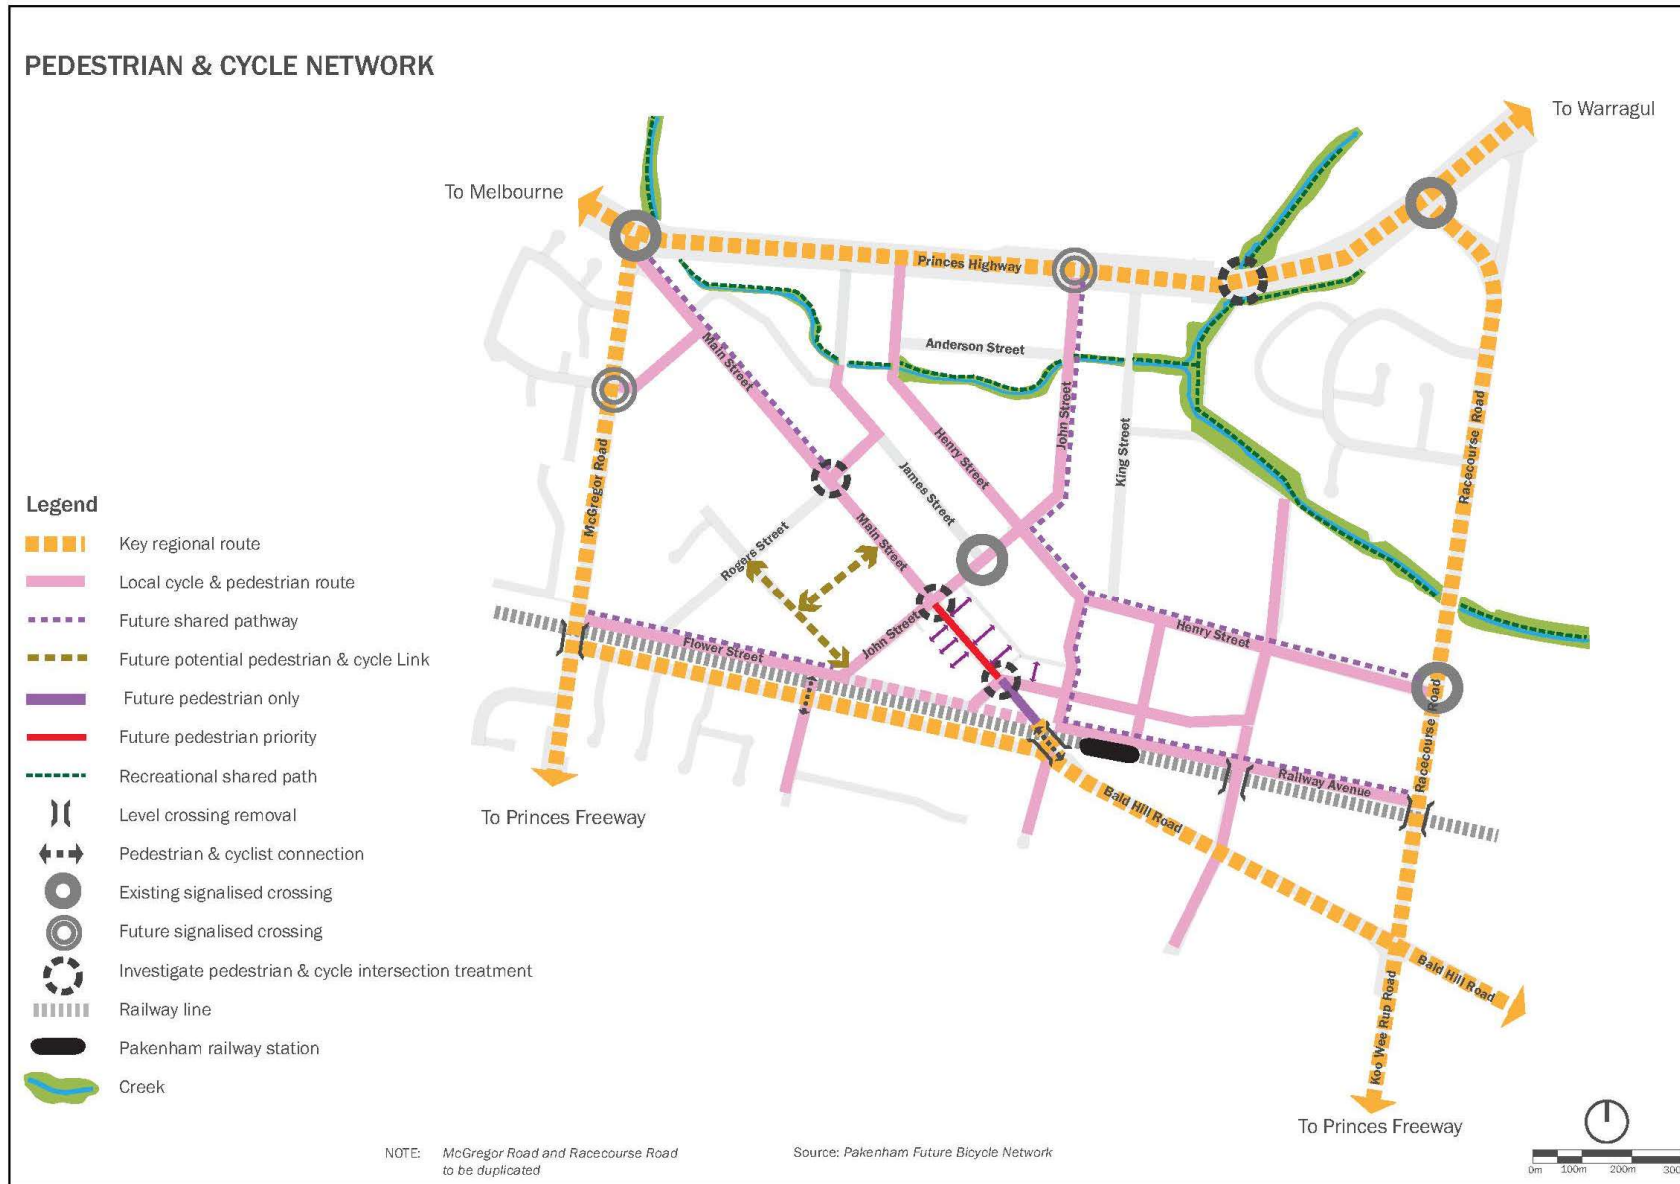 PEDESTRIAN & CYCLE NETWORK
To Warragul
To Melbourne
Princes Highway
Anderson Street
Main Street
John Street
Henry Street
King Street
Racecourse Road
James Street
McGregor Road
Main Street
Rogers Street
John Street
Henry Street
Flower Street
Racecourse Road
Railway Avenue
Bald Hill Road
To Princes Freeway
Bald Hill Road
Koo Wee Rup Road
To Princes Freeway
Legend
Key regional route
Local cycle & pedestrian route
Future shared pathway
Future potential pedestrian & cycle Link
Future pedestrian only
Future pedestrian priority
Recreational shared path
Level crossing removal
Pedestrian & cyclist connection
Existing signalised crossing
Future signalised crossing
Investigate pedestrian & cycle intersection treatment
Railway line
Pakenham railway station
Creek
NOTE: McGregor Road and Racecourse Road
to be duplicated
Source: Pakenham Future Bicycle Network
0m 100m 200m 300